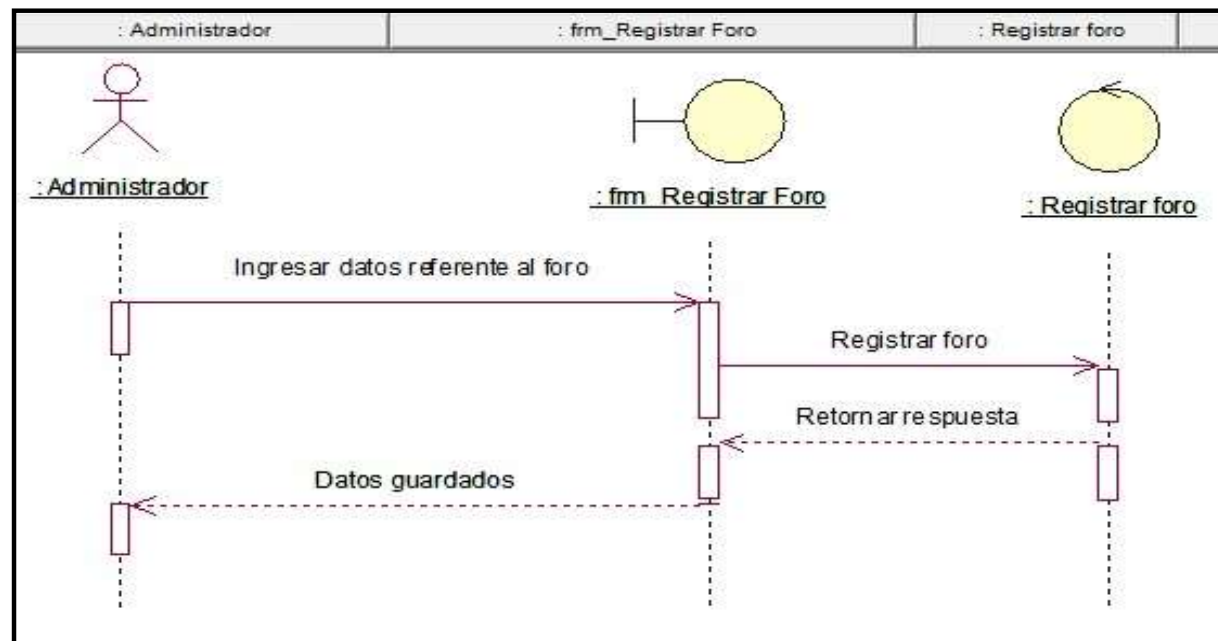 : Administrador
: frm_Registrar Foro
: Registrar foro
: Administrador
: frm_Registrar Foro
: Registrar foro
Ingresar datos referente al foro
Registrar foro
Retornar respuesta
Datos guardados